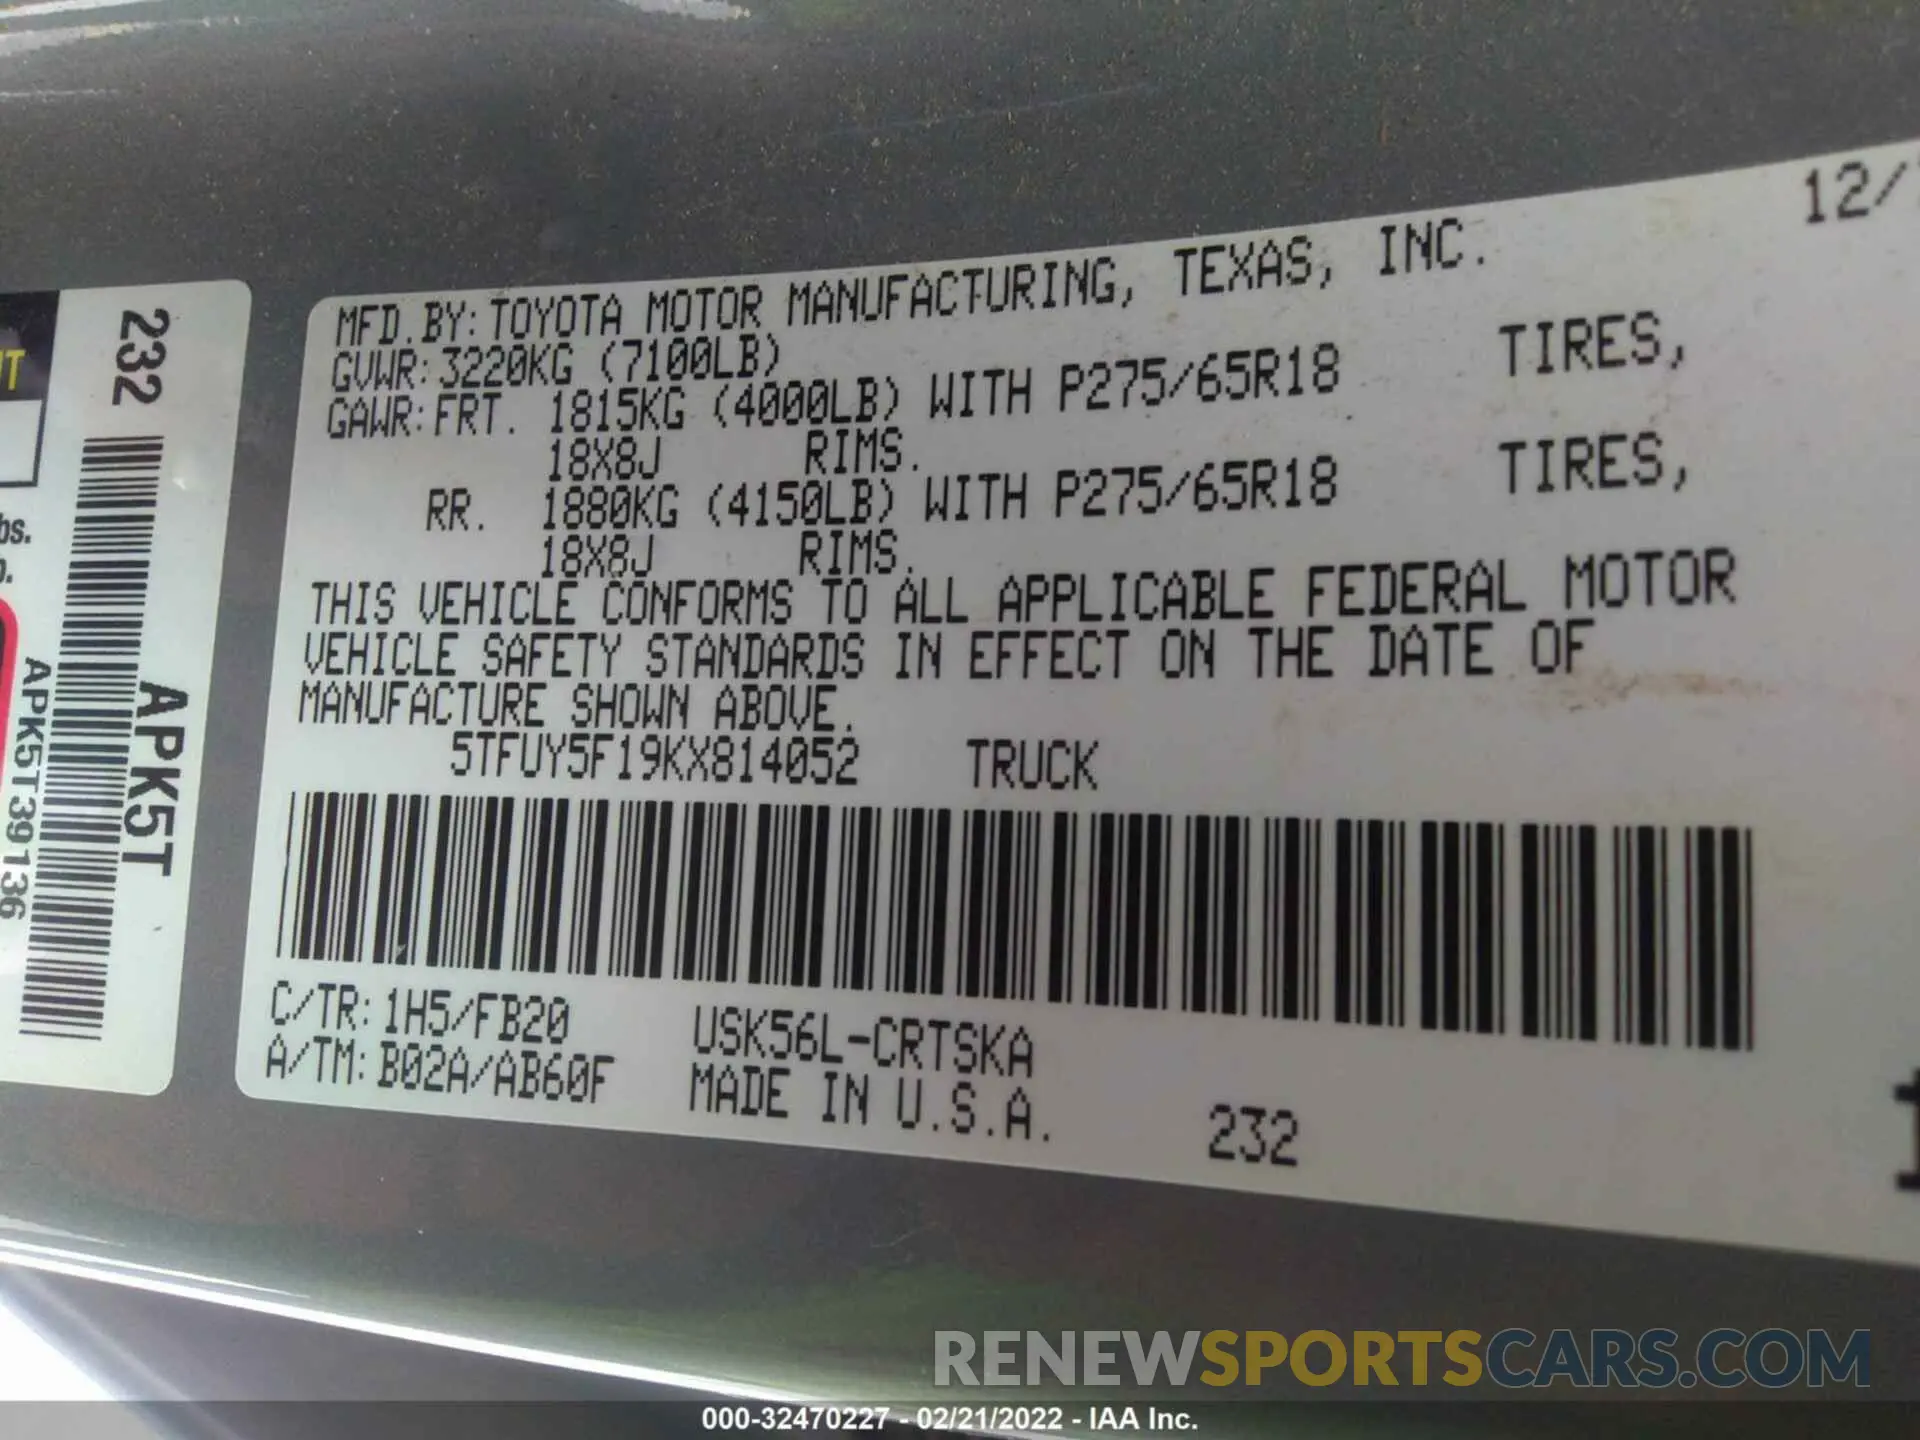 12/
MFD.BY: TOYOTA MOTOR MANUFACTURING, TEXAS, INC.
GVWR: 3220KG (7100LB)
GAWR: FRT. 1815KG (4000LB) WITH P275/65R18 TIRES,
18X8J RIMS.
RR. 1880KG (4150LB) WITH P275/65R18 TIRES,
18X8J RIMS.
THIS VEHICLE CONFORMS TO ALL APPLICABLE FEDERAL MOTOR
VEHICLE SAFETY STANDARDS IN EFFECT ON THE DATE OF
MANUFACTURE SHOWN ABOVE.
5TFUY5F19KX814052 TRUCK
C/TR: 1H5/FB20 USK56L-CRTSKA
A/TM: B02A/AB60F MADE IN U.S.A. 232
232
APK5T
APK5T39136
RENEWSPORTSCARS.COM
000-32470227 - 02/21/2022 - IAA Inc.